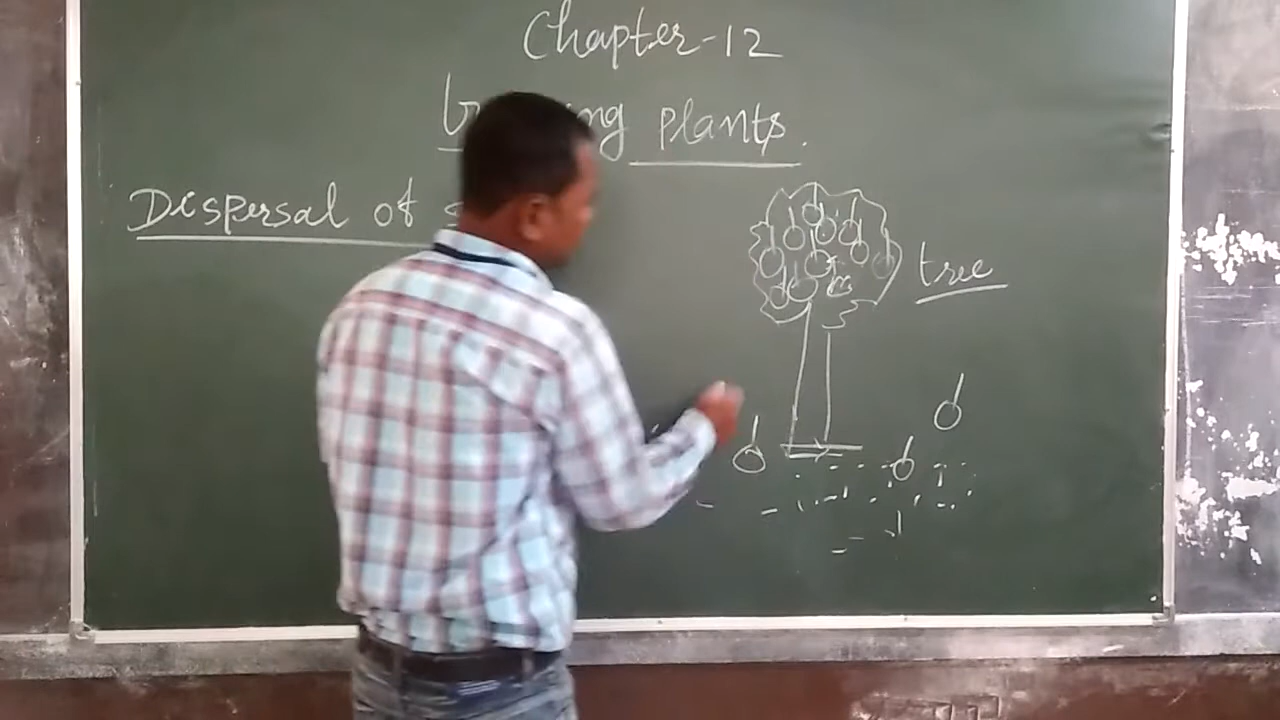 Chapter-12
plants.
Dispersal of
tree